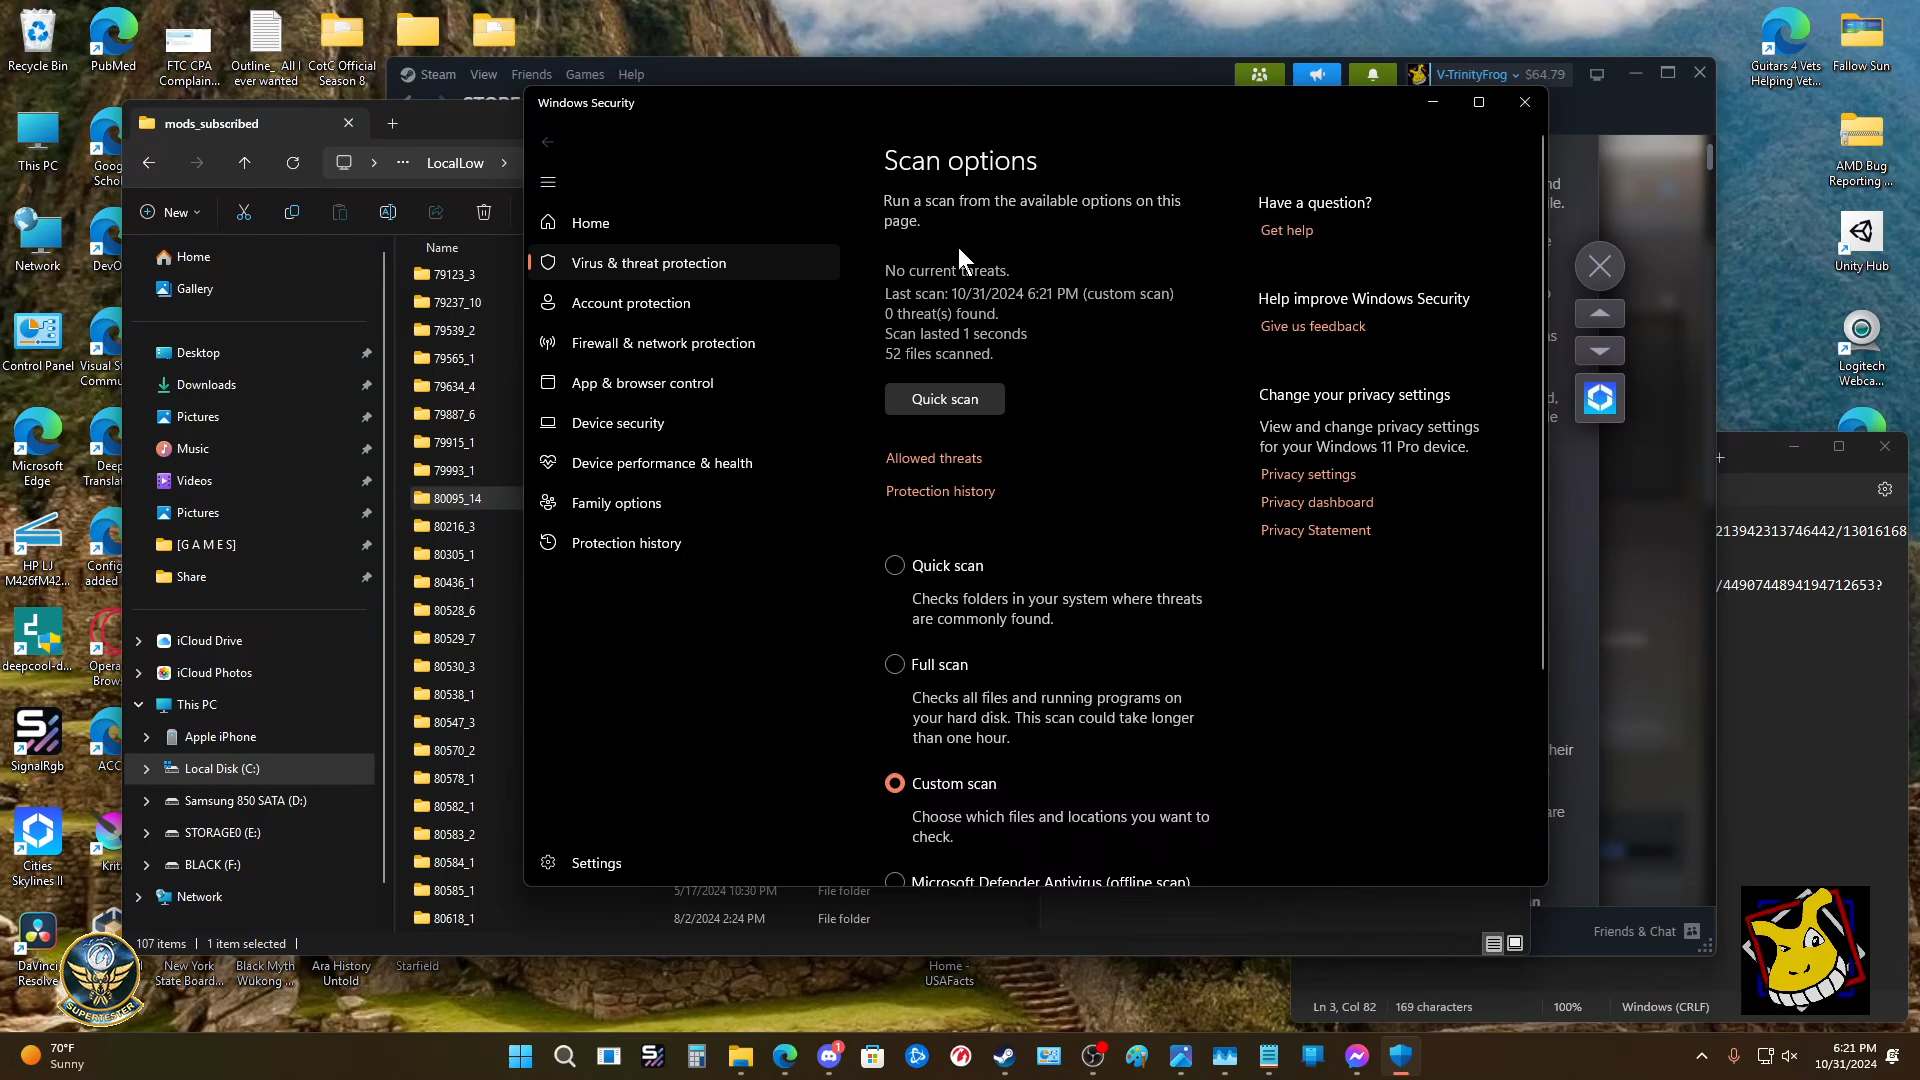 Recycle Bin
PubMed
FTC CPA
Complain...
Outline_ All I
ever wanted
CotC Official
Season 8
This PC
Goog
Schol
Network
DevO
Control Panel
Visual St
Commu
Microsoft
Edge
Deep
Translat
HP LJ
M426fM42...
Config
added
deepcool-d...
Opera
Brows
SignalRgb
ACC
Cities
Skylines II
Krit
DaVinci
Resolve
SUPERTESTER
New York
State Board...
Black Myth
Wukong ...
Ara History
Untold
Starfield
Home -
USAFacts
Guitars 4 Vets
Helping Vet...
Fallow Sun
AMD Bug
Reporting ...
Unity Hub
Logitech
Webca...
Steam
View
Friends
Games
Help
V-TrinityFrog
$64.79
Friends & Chat
mods_subscribed
LocalLow
New
Home
Gallery
Desktop
Downloads
Pictures
Music
Videos
Pictures
[G A M E S]
Share
iCloud Drive
iCloud Photos
This PC
Apple iPhone
Local Disk (C:)
Samsung 850 SATA (D:)
STORAGE0 (E:)
BLACK (F:)
Network
Name
79123_3
79237_10
79539_2
79565_1
79634_4
79887_6
79915_1
79993_1
80095_14
80216_3
80305_1
80436_1
80528_6
80529_7
80530_3
80538_1
80547_3
80570_2
80578_1
80582_1
80583_2
80584_1
80585_1
5/17/2024 10:30 PM
File folder
80618_1
8/2/2024 2:24 PM
File folder
107 items
1 item selected
Windows Security
Home
Virus & threat protection
Account protection
Firewall & network protection
App & browser control
Device security
Device performance & health
Family options
Protection history
Settings
Scan options
Run a scan from the available options on this
page.
No current threats.
Last scan: 10/31/2024 6:21 PM (custom scan)
0 threat(s) found.
Scan lasted 1 seconds
52 files scanned.
Quick scan
Allowed threats
Protection history
Quick scan
Checks folders in your system where threats
are commonly found.
Full scan
Checks all files and running programs on
your hard disk. This scan could take longer
than one hour.
Custom scan
Choose which files and locations you want to
check.
Microsoft Defender Antivirus (offline scan)
Have a question?
Get help
Help improve Windows Security
Give us feedback
Change your privacy settings
View and change privacy settings
for your Windows 11 Pro device.
Privacy settings
Privacy dashboard
Privacy Statement
213942313746442/13016168
/4490744894194712653?
Ln 3, Col 82
169 characters
100%
Windows (CRLF)
70°F
Sunny
1
6:21 PM
10/31/2024